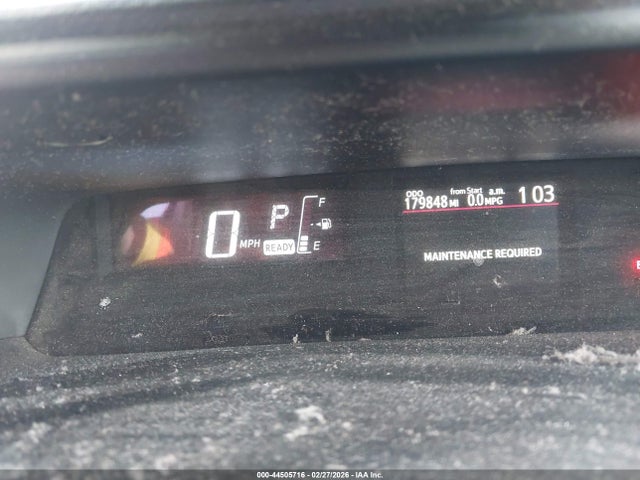 ODO from Start a.m.
179848 MI 0.0 MPG 1 03
0 MPH P READY F E
MAINTENANCE REQUIRED
000-44505716 | 02/27/2026 | IAA Inc.